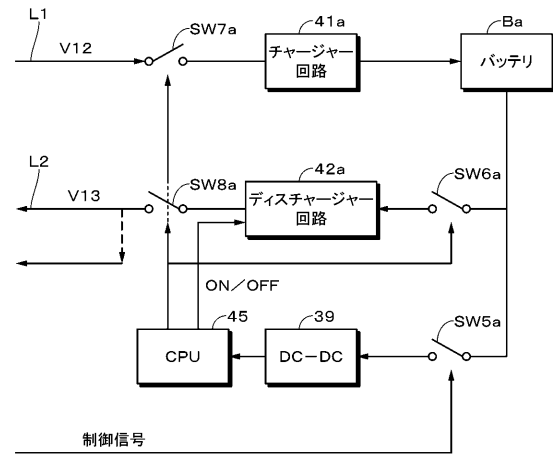 L1
V12
SW7a
41a
チャージャー
回路
Ba
バッテリ
L2
V13
SW8a
42a
ディスチャージャー
回路
SW6a
ON/OFF
45
CPU
39
DC-DC
SW5a
制御信号